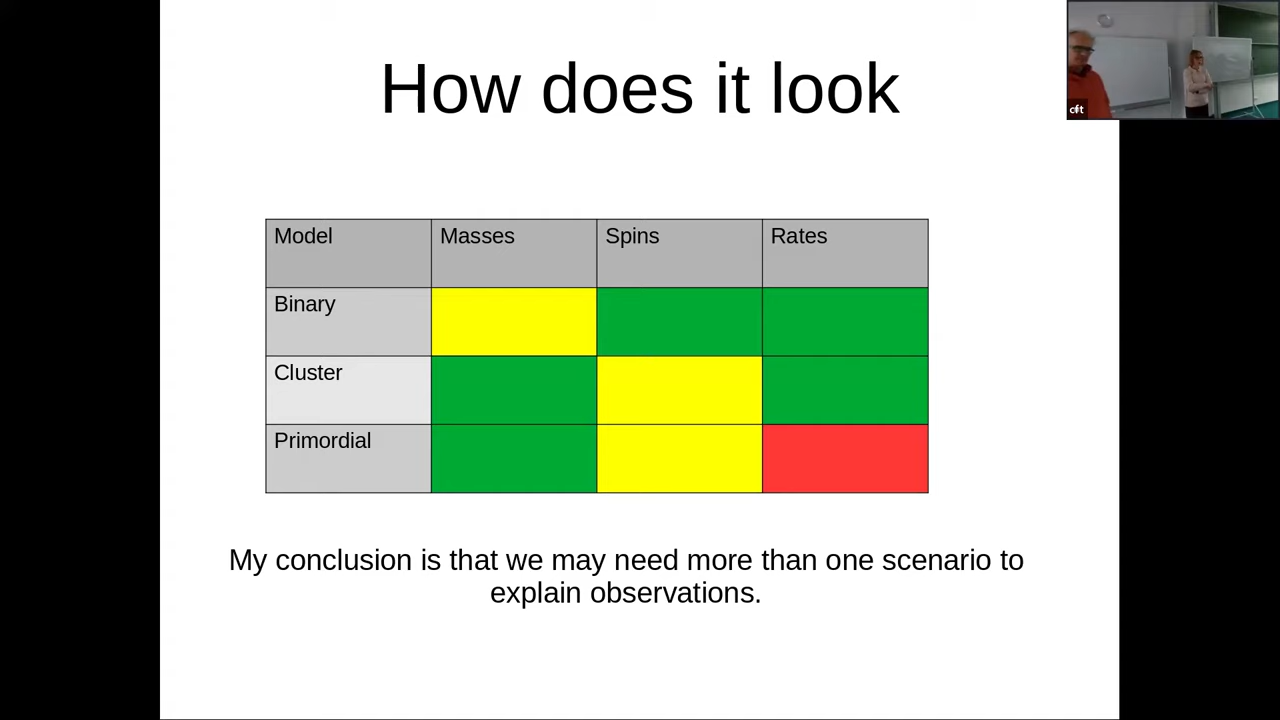 How does it look
cft
Model Masses Spins Rates
Binary
Cluster
Primordial
My conclusion is that we may need more than one scenario to
explain observations.